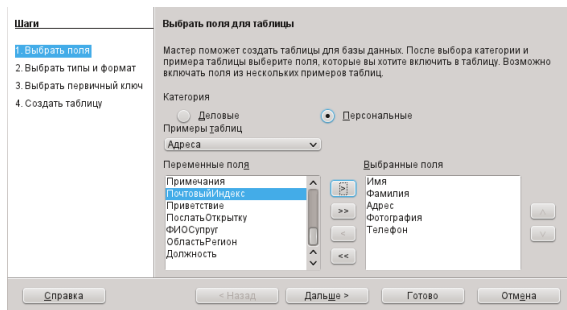 Шаги
1. Выбрать поля
2. Выбрать типы и формат
3. Выбрать первичный ключ
4. Создать таблицу
Выбрать поля для таблицы
Мастер поможет создать таблицы для базы данных. После выбора категории и
примера таблицы выберите поля, которые вы хотите включить в таблицу. Возможно
включать поля из нескольких примеров таблиц.
Категория
Деловые
Персональные
Примеры таблиц
Адреса
Переменные поля
Примечания
ПочтовыйИндекс
Приветствие
ПослатьОткрытку
ФИОСупруг
ОбластьРегион
Должность
>
>>
<
<<
Выбранные поля
Имя
Фамилия
Адрес
Фотография
Телефон
Справка
< Назад
Дальше >
Готово
Отмена